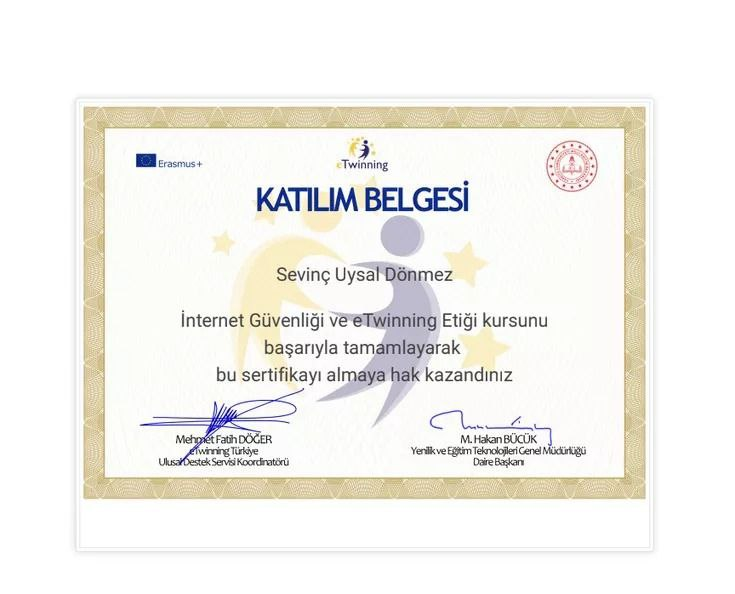 Erasmus+
eTwinning
KATILIM BELGESİ
Sevinç Uysal Dönmez
İnternet Güvenliği ve eTwinning Etiği kursunu
başarıyla tamamlayarak
bu sertifikayı almaya hak kazandınız
Mehmet Fatih DÖĞER
eTwinning Türkiye
Ulusal Destek Servisi Koordinatörü
M. Hakan BÜCÜK
Yenilik ve Eğitim Teknolojileri Genel Müdürlüğü
Daire Başkanı